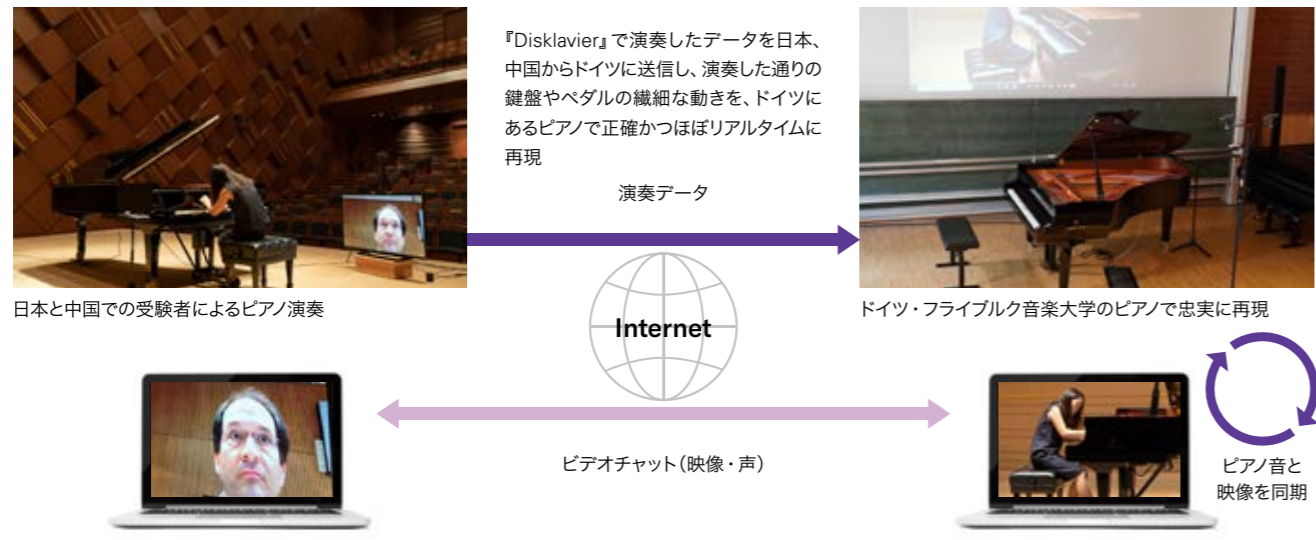 『Disklavier』で演奏したデータを日本、
中国からドイツに送信し、演奏した通りの
鍵盤やペダルの繊細な動きを、ドイツに
あるピアノで正確かつほぼリアルタイムに
再現
演奏データ
日本と中国での受験者によるピアノ演奏
ドイツ・フライブルク音楽大学のピアノで忠実に再現
Internet
ビデオチャット（映像・声）
ピアノ音と
映像を同期